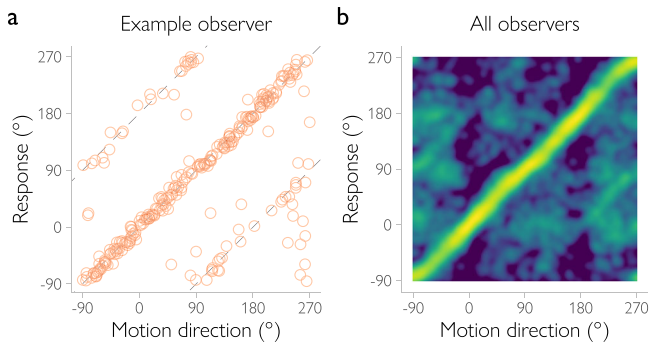 a
Example observer
270
180
90
0
-90
Response (°)
-90 0 90 180 270
Motion direction (°)
b
All observers
270
180
90
0
-90
Response (°)
-90 0 90 180 270
Motion direction (°)